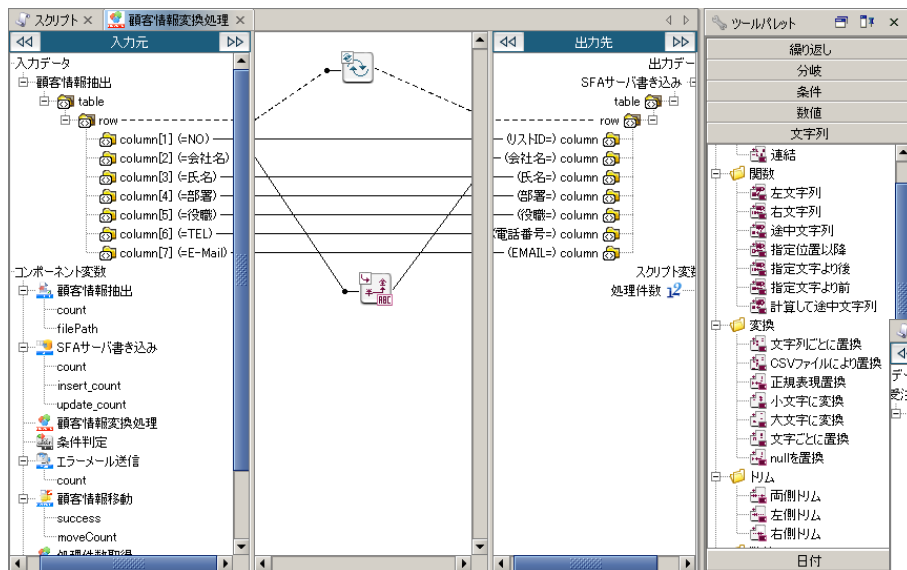 スクリプト
顧客情報変換処理
入力元
入力データ
顧客情報抽出
table
row
column[1] (=NO)
column[2] (=会社名)
column[3] (=氏名)
column[4] (=部署)
column[5] (=役職)
column[6] (=TEL)
column[7] (=E-Mail)
コンポーネント変数
顧客情報抽出
count
filePath
SFAサーバ書き込み
count
insert_count
update_count
顧客情報変換処理
条件判定
エラーメール送信
count
顧客情報移動
success
moveCount
処理件数取得
ABC
出力先
出力デー
SFAサーバ書き込み
table
row
(リストID=) column
(会社名=) column
(氏名=) column
(部署=) column
(役職=) column
電話番号=) column
(EMAIL=) column
スクリプト変
処理件数 12
ツールパレット
繰り返し
分岐
条件
数値
文字列
連結
関数
左文字列
右文字列
途中文字列
指定位置以降
指定文字より後
指定文字より前
計算して途中文字列
変換
文字列ごとに置換
CSVファイルにより置換
正規表現置換
小文字に変換
大文字に変換
文字ごとに置換
nullを置換
トリム
両側トリム
左側トリム
右側トリム
日付
デー
受注